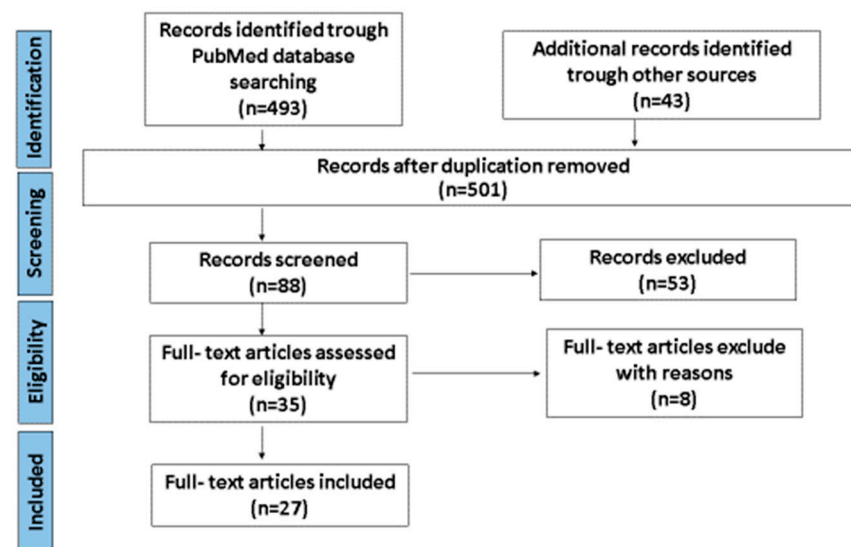 Identification
Records identified trough
PubMed database
searching
(n=493)
Additional records identified
trough other sources
(n=43)
Records after duplication removed
(n=501)
Screening
Records screened
(n=88)
Records excluded
(n=53)
Eligibility
Full- text articles assessed
for eligibility
(n=35)
Full- text articles exclude
with reasons
(n=8)
Included
Full- text articles included
(n=27)